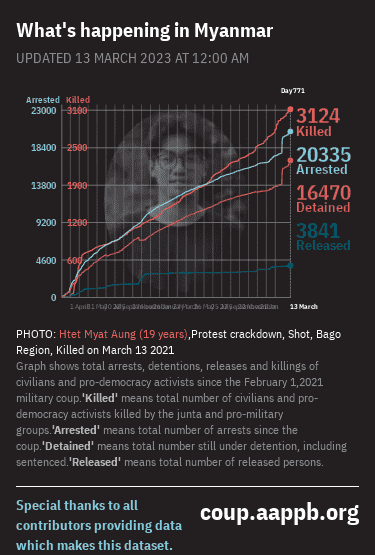 What's happening in Myanmar
UPDATED 13 MARCH 2023 AT 12:00 AM
Day771
Arrested Killed
23000 3100
18400 2500
13800 1900
9200 1200
4600 600
0
3124
Killed
20335
Arrested
16470
Detained
3841
Released
13 March
PHOTO: Htet Myat Aung (19 years),Protest crackdown, Shot, Bago
Region, Killed on March 13 2021
Graph shows total arrests, detentions, releases and killings of
civilians and pro-democracy activists since the February 1,2021
military coup.'Killed' means total number of civilians and pro-
democracy activists killed by the junta and pro-military
groups.'Arrested' means total number of arrests since the
coup.'Detained' means total number still under detention, including
sentenced.'Released' means total number of released persons.
Special thanks to all
contributors providing data
which makes this dataset.
coup.aappb.org